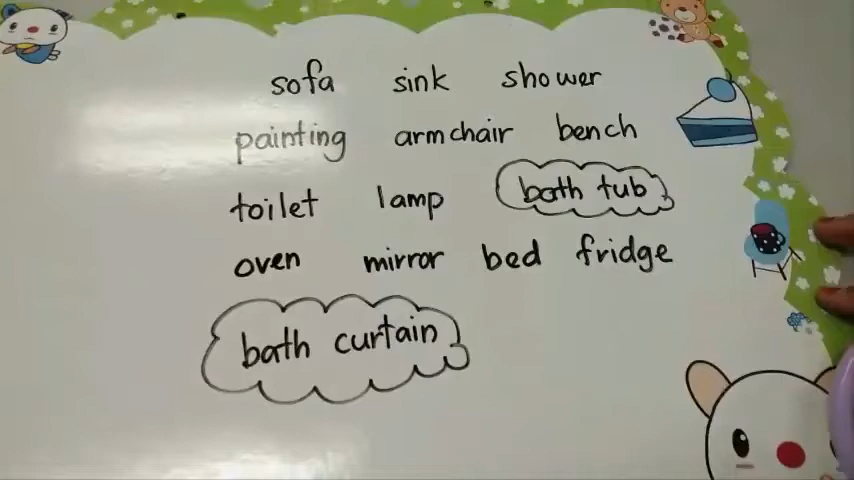 sofa sink shower
painting armchair bench
toilet lamp bath tub
oven mirror bed fridge
bath curtain